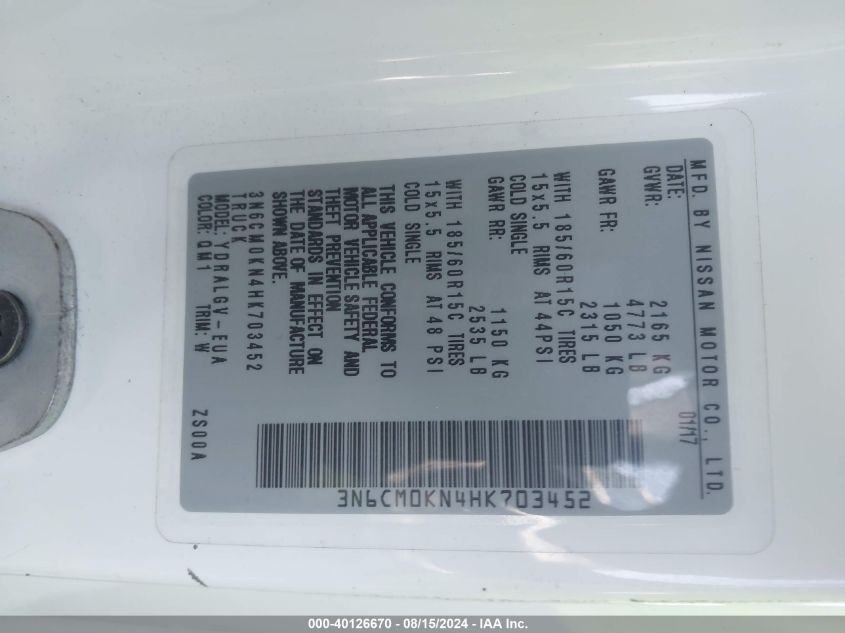 MFD. BY NISSAN MOTOR CO., LTD.
DATE: 01/17
GVWR: 2165 KG
4773 LB
GAWR FR: 1050 KG
2315 LB
WITH 185/60R15C TIRES
15x5.5 RIMS AT 44PSI
COLD SINGLE
GAWR RR: 1150 KG
2535 LB
WITH 185/60R15C TIRES
15x5.5 RIMS AT 48 PSI
COLD SINGLE
THIS VEHICLE CONFORMS TO
ALL APPLICABLE FEDERAL
MOTOR VEHICLE SAFETY AND
THEFT PREVENTION
STANDARDS IN EFFECT ON
THE DATE OF MANUFACTURE
SHOWN ABOVE.
3N6CM0KN4HK703452
TRUCK
MODEL: YDRALGV-EUA
COLOR: QM1 TRIM: W ZS00A
3N6CM0KN4HK703452
000-40126670 - 08/15/2024 - IAA Inc.